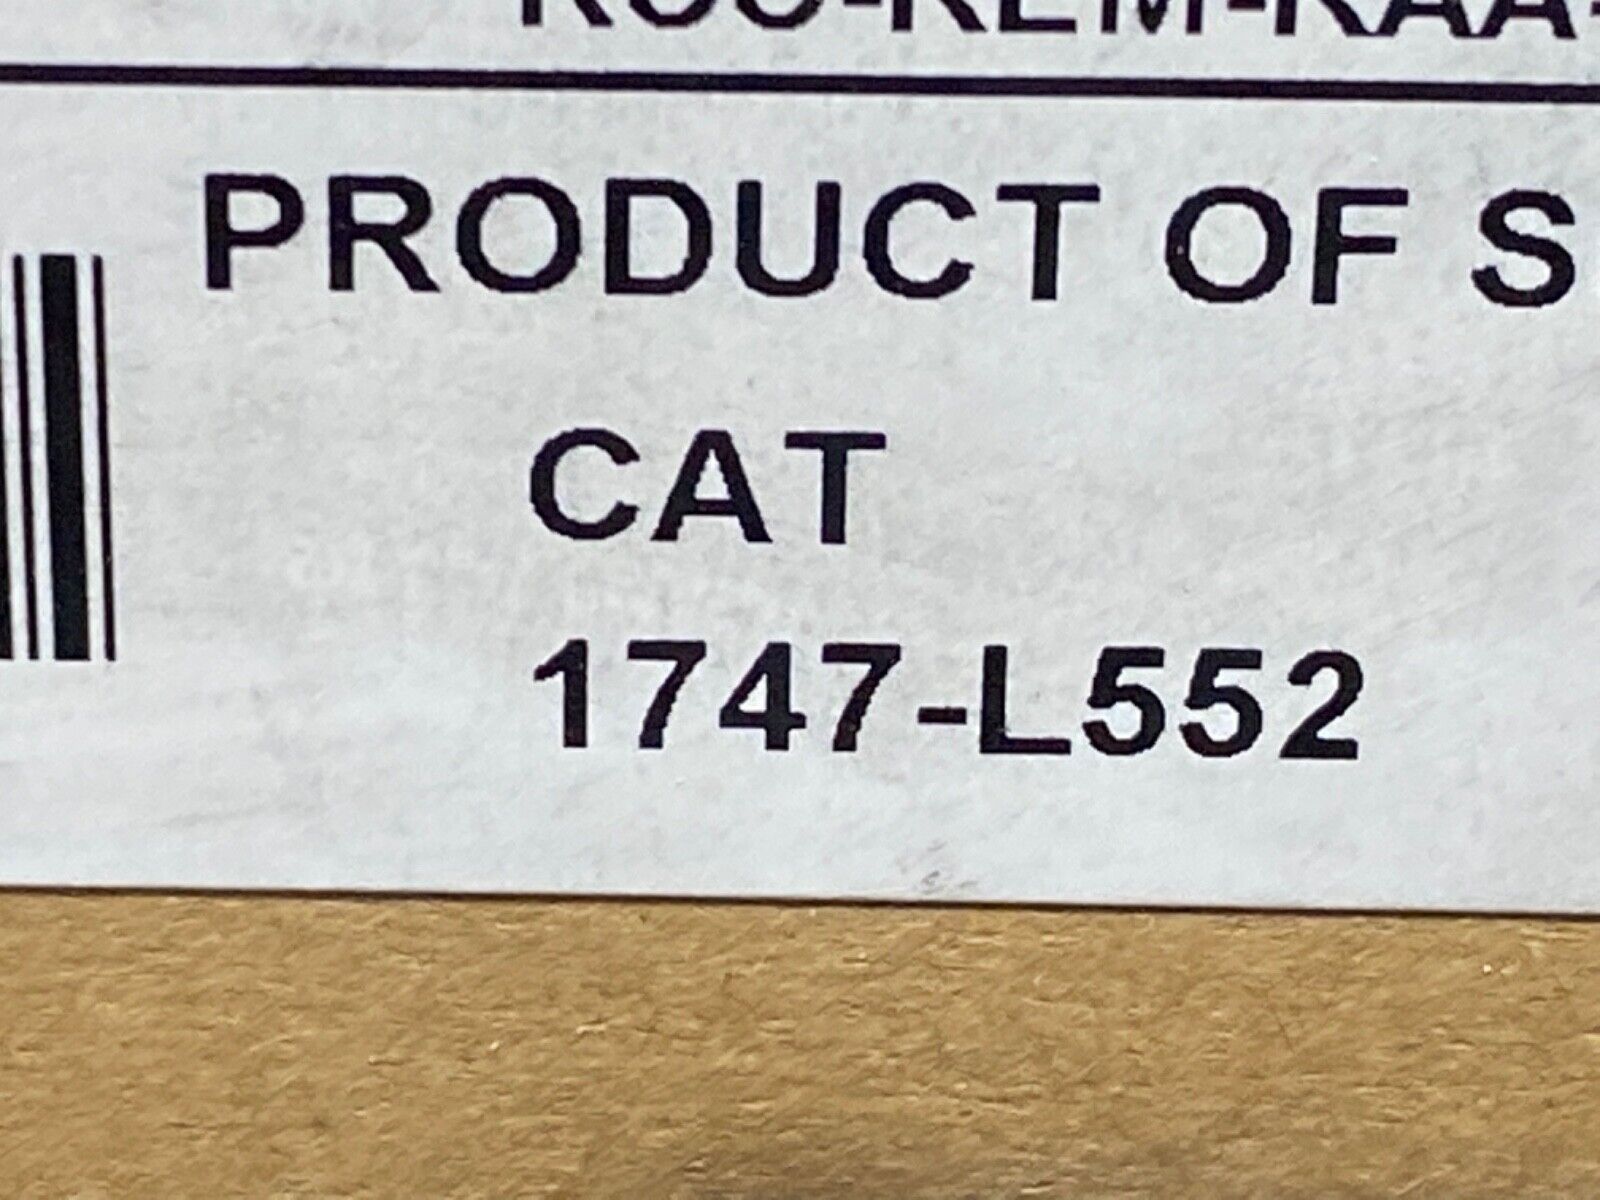 PRODUCT OF S
CAT
1747-L552